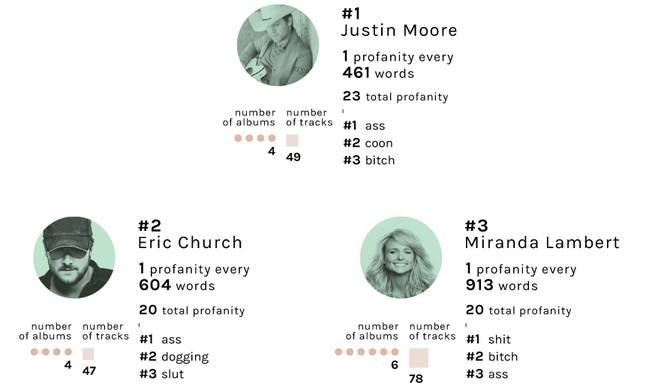 #1
Justin Moore
1 profanity every
461 words
23 total profanity
number
of albums
4
number
of tracks
49
#1 ass
#2 coon
#3 bitch
#2
Eric Church
1 profanity every
604 words
20 total profanity
number
of albums
4
number
of tracks
47
#1 ass
#2 dogging
#3 slut
#3
Miranda Lambert
1 profanity every
913 words
20 total profanity
number
of albums
6
number
of tracks
78
#1 shit
#2 bitch
#3 ass